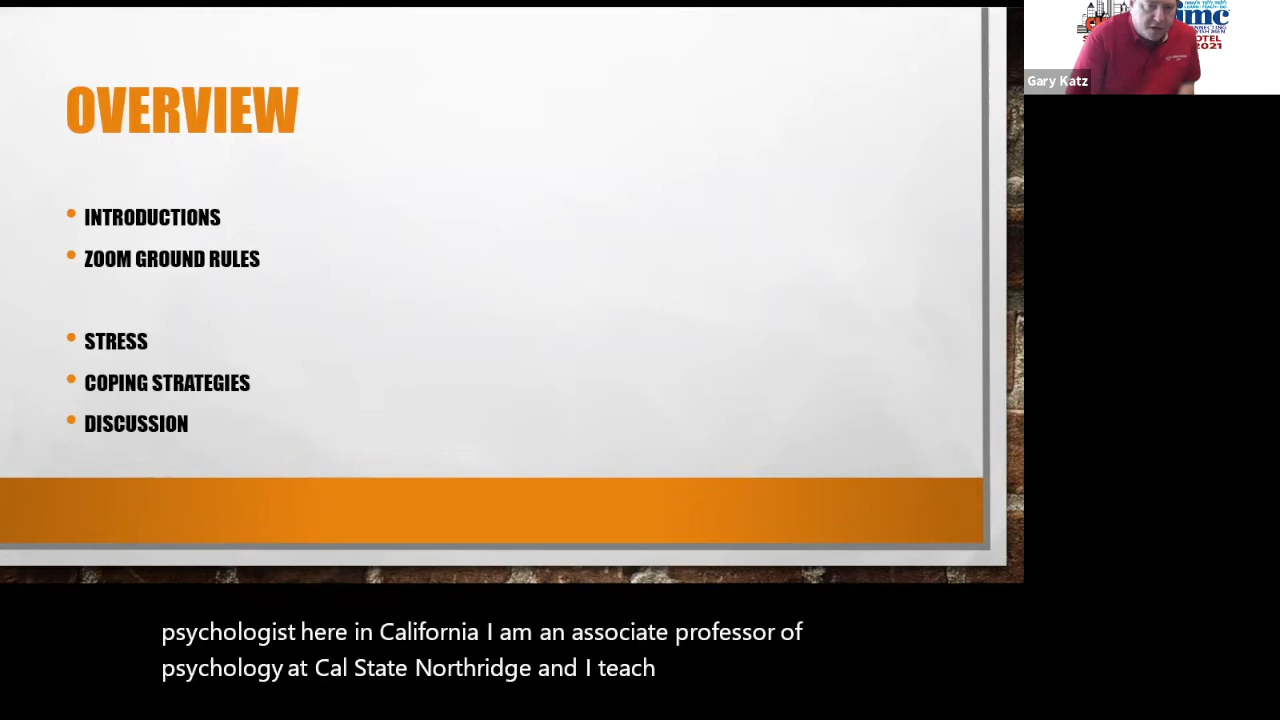 OVERVIEW
INTRODUCTIONS
ZOOM GROUND RULES
STRESS
COPING STRATEGIES
DISCUSSION
Gary Katz
psychologist here in California I am an associate professor of
psychology at Cal State Northridge and I teach